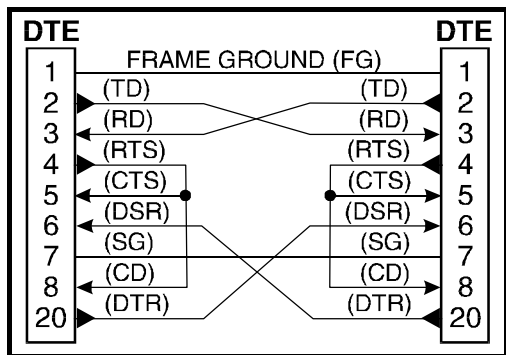 DTE DTE
1 FRAME GROUND (FG) 1
2 (TD) (TD) 2
3 (RD) (RD) 3
4 (RTS) (RTS) 4
5 (CTS) (CTS) 5
6 (DSR) (DSR) 6
7 (SG) (SG) 7
8 (CD) (CD) 8
20 (DTR) (DTR) 20